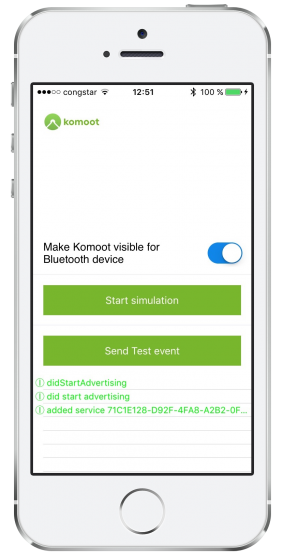 ●●●○○ congstar 12:51 100 %
komoot
Make Komoot visible for
Bluetooth device
Start simulation
Send Test event
didStartAdvertising
did start advertising
added service 71C1E128-D92F-4FA8-A2B2-0F...